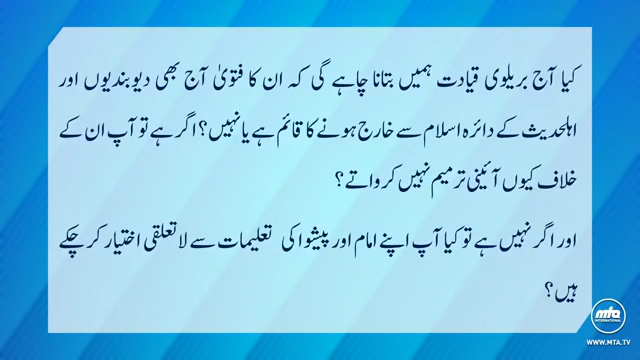 کیا آج بریلوی قیادت ہمیں بتانا چاہے گی کہ ان کا فتویٰ آج بھی دیوبندیوں اور
اہلحدیث کے دائرہ اسلام سے خارج ہونے کا قائم ہے یا نہیں؟ اگر ہے تو آپ ان کے
خلاف کیوں آئینی ترمیم نہیں کرواتے؟
اور اگر نہیں ہے تو کیا آپ اپنے امام اور پیشوا کی تعلیمات سے لاتعلقی اختیار کر چکے
ہیں؟
mta
INTERNATIONAL
WWW.MTA.TV